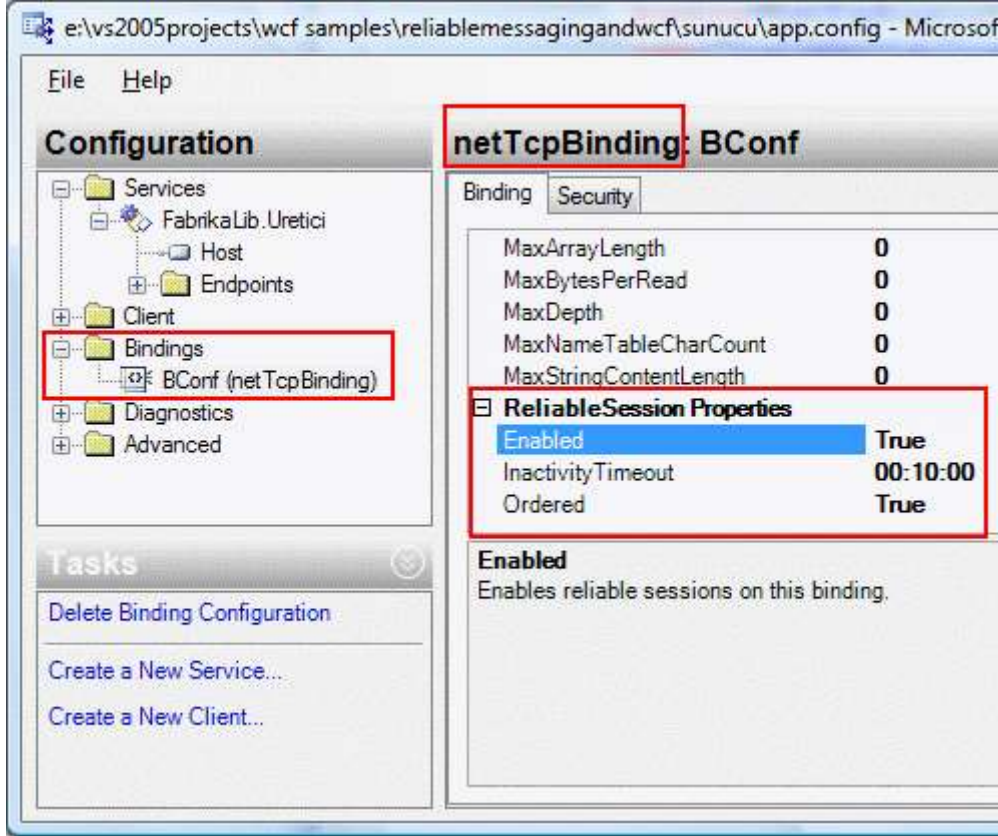 e:\vs2005projects\wcf samples\reliablemessagingandwcf\sunucu\app.config - Microsof
File Help
Configuration
Services
FabrikaLib.Uretici
Host
Endpoints
Client
Bindings
BConf (netTcpBinding)
Diagnostics
Advanced
Tasks
Delete Binding Configuration
Create a New Service...
Create a New Client...
netTcpBinding: BConf
Binding Security
MaxArrayLength 0
MaxBytesPerRead 0
MaxDepth 0
MaxNameTableCharCount 0
MaxStringContentLength 0
ReliableSession Properties
Enabled True
InactivityTimeout 00:10:00
Ordered True
Enabled
Enables reliable sessions on this binding.